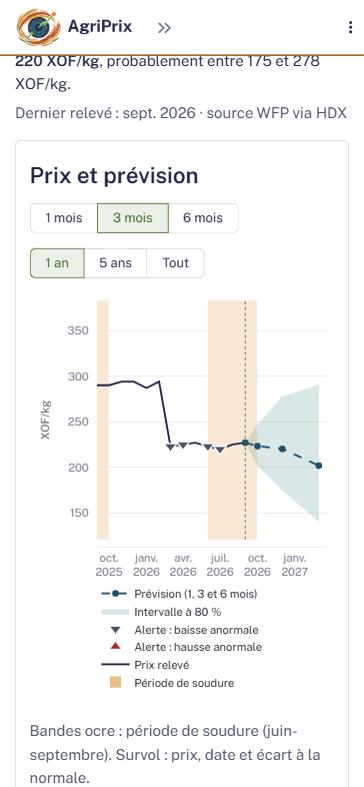 AgriPrix
220 XOF/kg, probablement entre 175 et 278
XOF/kg.
Dernier relevé : sept. 2026 · source WFP via HDX
Prix et prévision
1 mois 3 mois 6 mois
1 an 5 ans Tout
350
300
250
200
150
XOF/kg
oct. janv. avr. juil. oct. janv.
2025 2026 2026 2026 2026 2027
Prévision (1, 3 et 6 mois)
Intervalle à 80 %
Alerte : baisse anormale
Alerte : hausse anormale
Prix relevé
Période de soudure
Bandes ocre : période de soudure (juin-
septembre). Survol : prix, date et écart à la
normale.